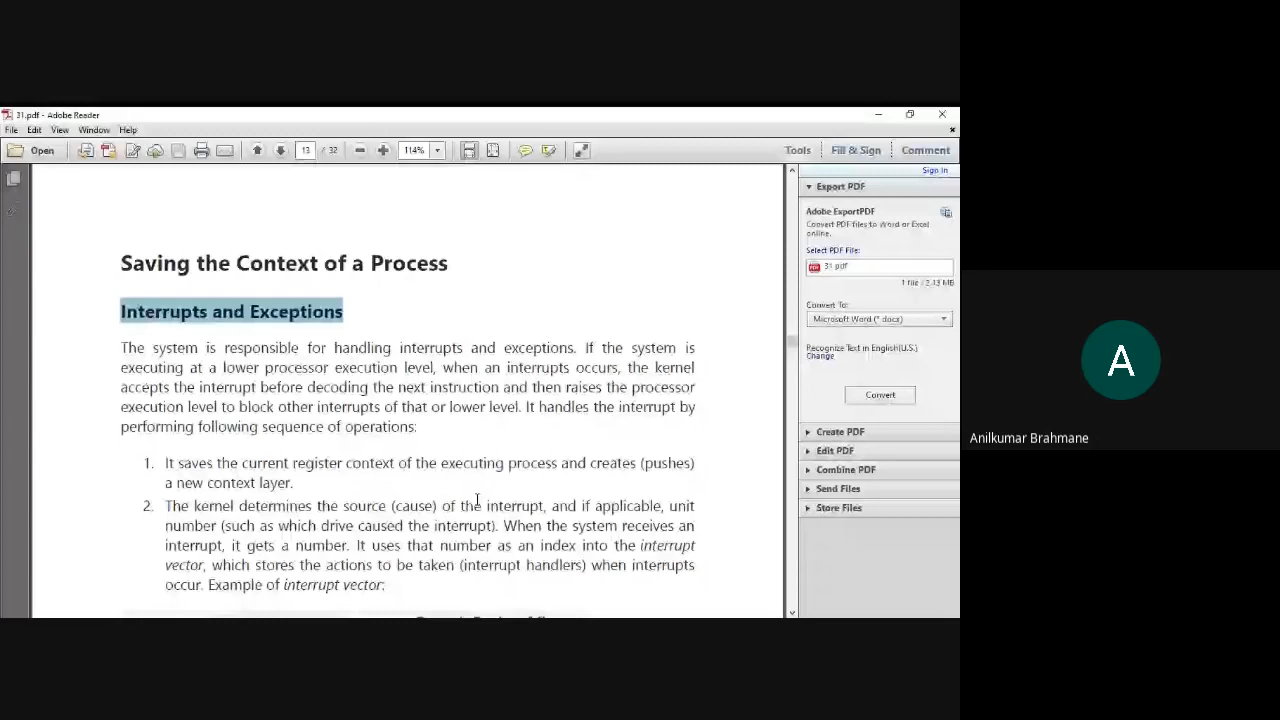 31.pdf - Adobe Reader
File Edit View Window Help
Open 13 / 32 114% Tools Fill & Sign Comment
Sign In
Export PDF
Adobe ExportPDF
Convert PDF files to Word or Excel
online.
Select PDF File:
31.pdf
1 file / 2.13 MB
Convert To:
Microsoft Word (*.docx)
Recognize Text in English(U.S.)
Change
Convert
Create PDF
Edit PDF
Combine PDF
Send Files
Store Files
Saving the Context of a Process
Interrupts and Exceptions
The system is responsible for handling interrupts and exceptions. If the system is
executing at a lower processor execution level, when an interrupts occurs, the kernel
accepts the interrupt before decoding the next instruction and then raises the processor
execution level to block other interrupts of that or lower level. It handles the interrupt by
performing following sequence of operations:
1. It saves the current register context of the executing process and creates (pushes)
a new context layer.
2. The kernel determines the source (cause) of the interrupt, and if applicable, unit
number (such as which drive caused the interrupt). When the system receives an
interrupt, it gets a number. It uses that number as an index into the interrupt
vector, which stores the actions to be taken (interrupt handlers) when interrupts
occur. Example of interrupt vector:
A
Anilkumar Brahmane